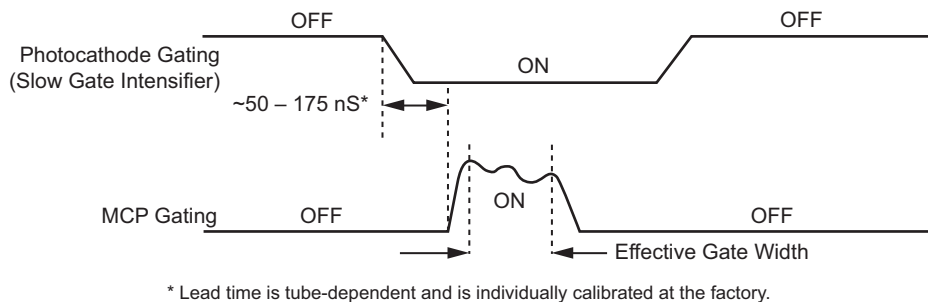 OFF OFF
Photocathode Gating
(Slow Gate Intensifier)
ON
~50 – 175 nS*
MCP Gating
OFF ON OFF
Effective Gate Width
* Lead time is tube-dependent and is individually calibrated at the factory.